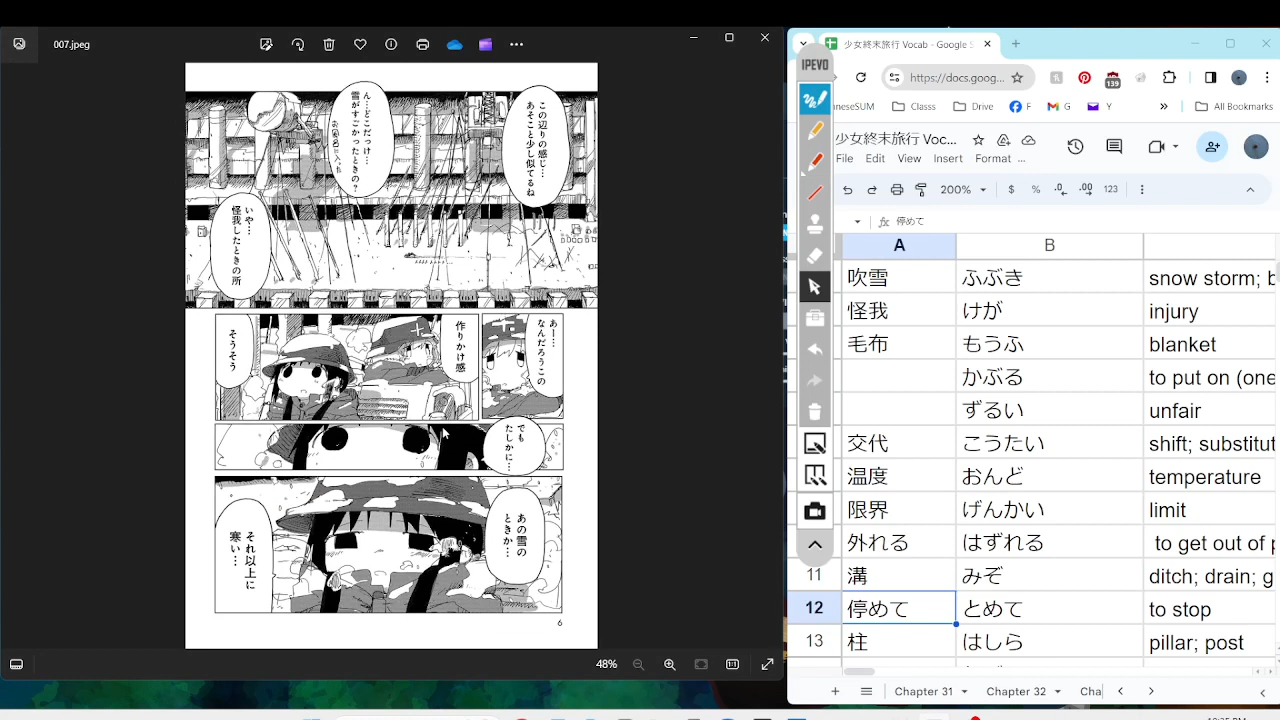 007.jpeg
この辺りの感じ…
あそこと少し似てるね
ん…どこだっけ…
雪がすごかったときの?
いや…
怪我したときの所
あー…
なんだろうこの
作りかけ感
そうそう
でも
たしかに…
あの雪の
ときか…
それ以上に
寒い…
6
48%
少女終末旅行 Vocab - Google S
IPEVO
https://docs.goog...
139
aneseSUM
Classs
Drive
F
G
Y
All Bookmarks
少女終末旅行 Voc...
File Edit View Insert Format ...
200% $ % .0 .00 123
fx 停めて
A B
吹雪 ふぶき snow storm; b
怪我 けが injury
毛布 もうふ blanket
かぶる to put on (one
ずるい unfair
交代 こうたい shift; substitut
温度 おんど temperature
限界 げんかい limit
外れる はずれる to get out of p
11 溝 みぞ ditch; drain; g
12 停めて とめて to stop
13 柱 はしら pillar; post
Chapter 31 Chapter 32 Cha